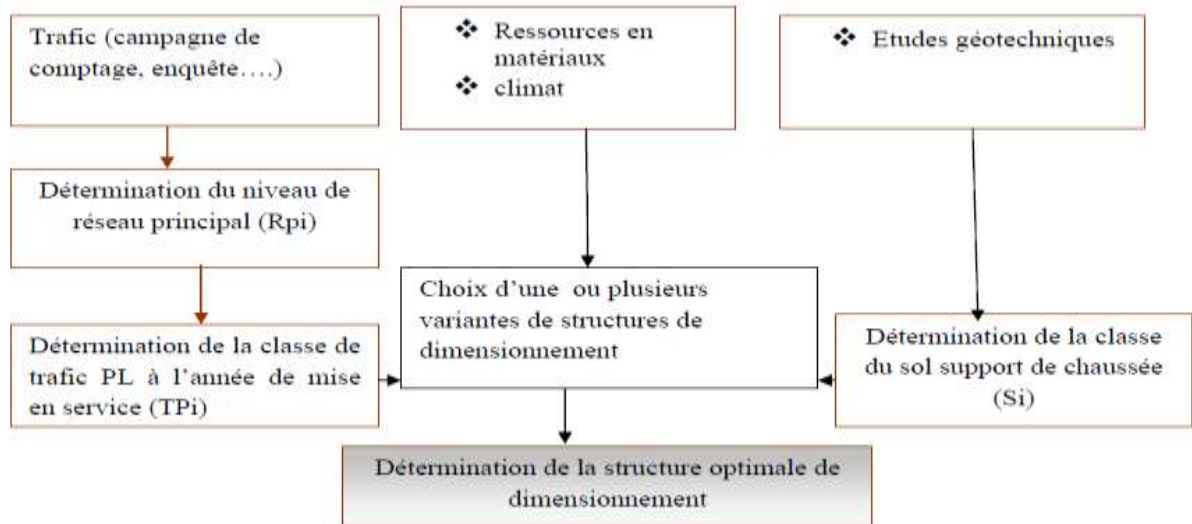 Trafic (campagne de
comptage, enquête....)
❖ Ressources en
matériaux
❖ climat
❖ Etudes géotechniques
Détermination du niveau de
réseau principal (Rpi)
Choix d'une ou plusieurs
variantes de structures de
dimensionnement
Détermination de la classe de
trafic PL à l'année de mise
en service (TPi)
Détermination de la classe
du sol support de chaussée
(Si)
Détermination de la structure optimale de
dimensionnement